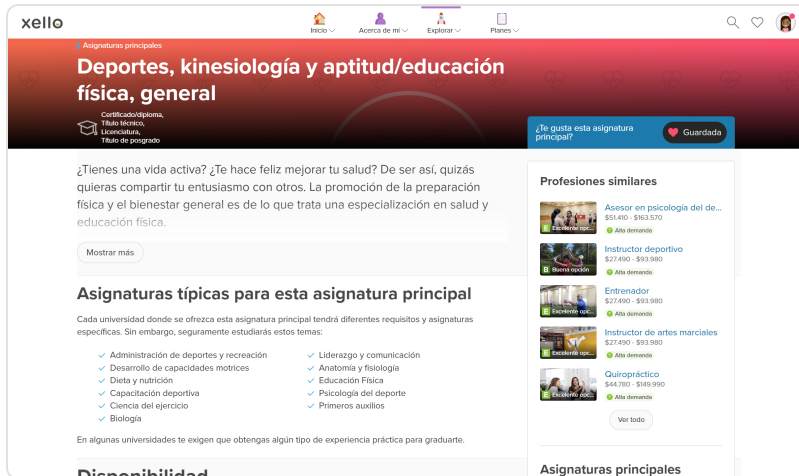 xello
Inicio
Acerca de mí
Explorar
Planes
Asignaturas principales
Deportes, kinesiología y aptitud/educación
física, general
Certificado/diploma,
Título técnico,
Licenciatura,
Título de posgrado
¿Te gusta esta asignatura
principal?
Guardada
¿Tienes una vida activa? ¿Te hace feliz mejorar tu salud? De ser así, quizás
quieras compartir tu entusiasmo con otros. La promoción de la preparación
física y el bienestar general es de lo que trata una especialización en salud y
educación física.
Mostrar más
Asignaturas típicas para esta asignatura principal
Cada universidad donde se ofrezca esta asignatura principal tendrá diferentes requisitos y asignaturas
específicas. Sin embargo, seguramente estudiarás estos temas:
Administración de deportes y recreación
Desarrollo de capacidades motrices
Dieta y nutrición
Capacitación deportiva
Ciencia del ejercicio
Biología
Liderazgo y comunicación
Anatomía y fisiología
Educación Física
Psicología del deporte
Primeros auxilios
En algunas universidades te exigen que obtengas algún tipo de experiencia práctica para graduarte.
Disponibilidad
Profesiones similares
Asesor en psicología del de...
$51.410 - $163.570
Alta demanda
E Excelente opc...
Instructor deportivo
$27.490 - $93.980
Alta demanda
B Buena opción
Entrenador
$27.490 - $93.980
Alta demanda
E Excelente opc...
Instructor de artes marciales
$27.490 - $93.980
Alta demanda
E Excelente opc...
Quiropráctico
$44.780 - $149.990
Alta demanda
E Excelente opc...
Ver todo
Asignaturas principales